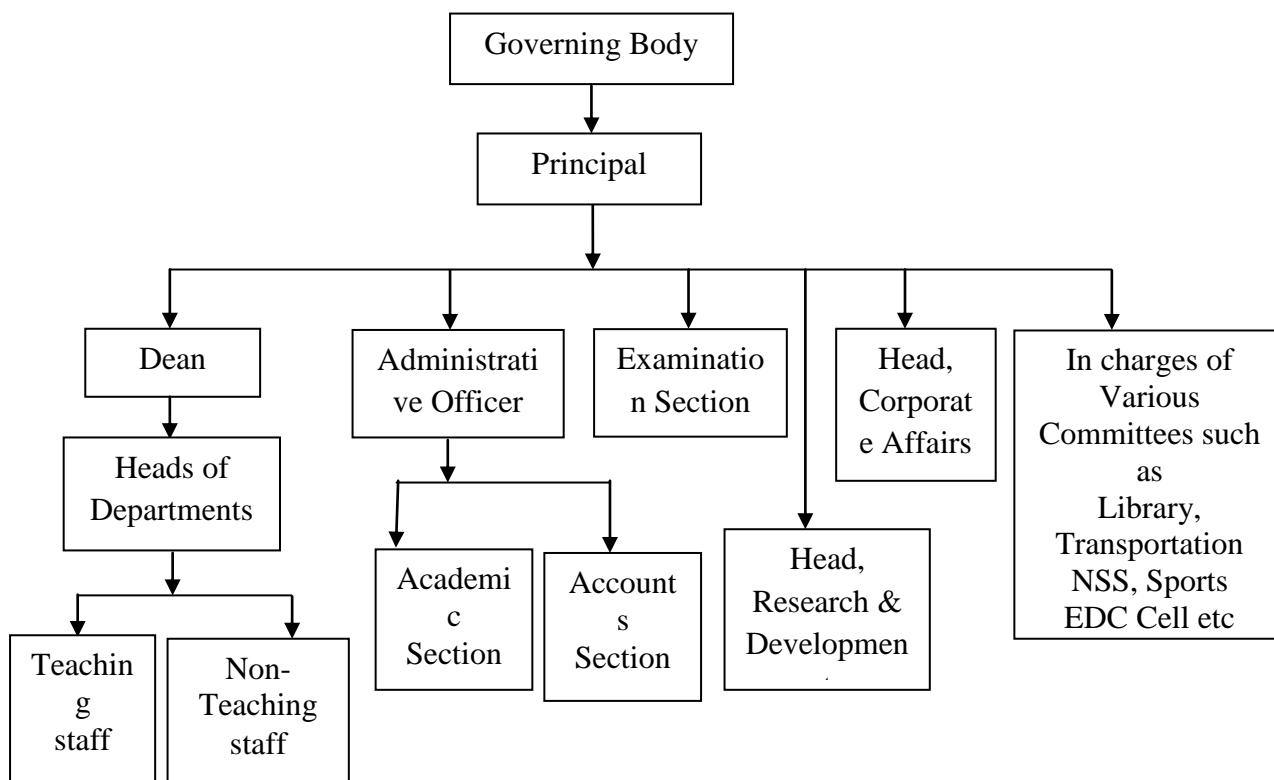 Governing Body
Principal
Dean
Administrati
ve Officer
Examinatio
n Section
Head,
Corporat
e Affairs
In charges of
Various
Committees such
as
Library,
Transportation
NSS, Sports
EDC Cell etc
Heads of
Departments
Academi
c
Section
Account
s
Section
Head,
Research &
Developmen
Teachin
g
staff
Non-
Teaching
staff